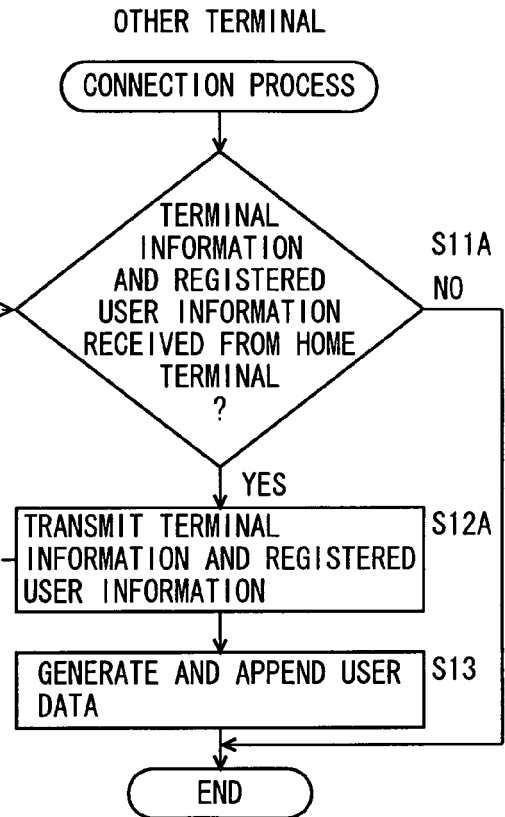 OTHER TERMINAL
CONNECTION PROCESS
TERMINAL
INFORMATION
AND REGISTERED
USER INFORMATION
RECEIVED FROM HOME
TERMINAL
?
S11A
NO
YES
TRANSMIT TERMINAL
INFORMATION AND REGISTERED
USER INFORMATION
S12A
GENERATE AND APPEND USER
DATA
S13
END